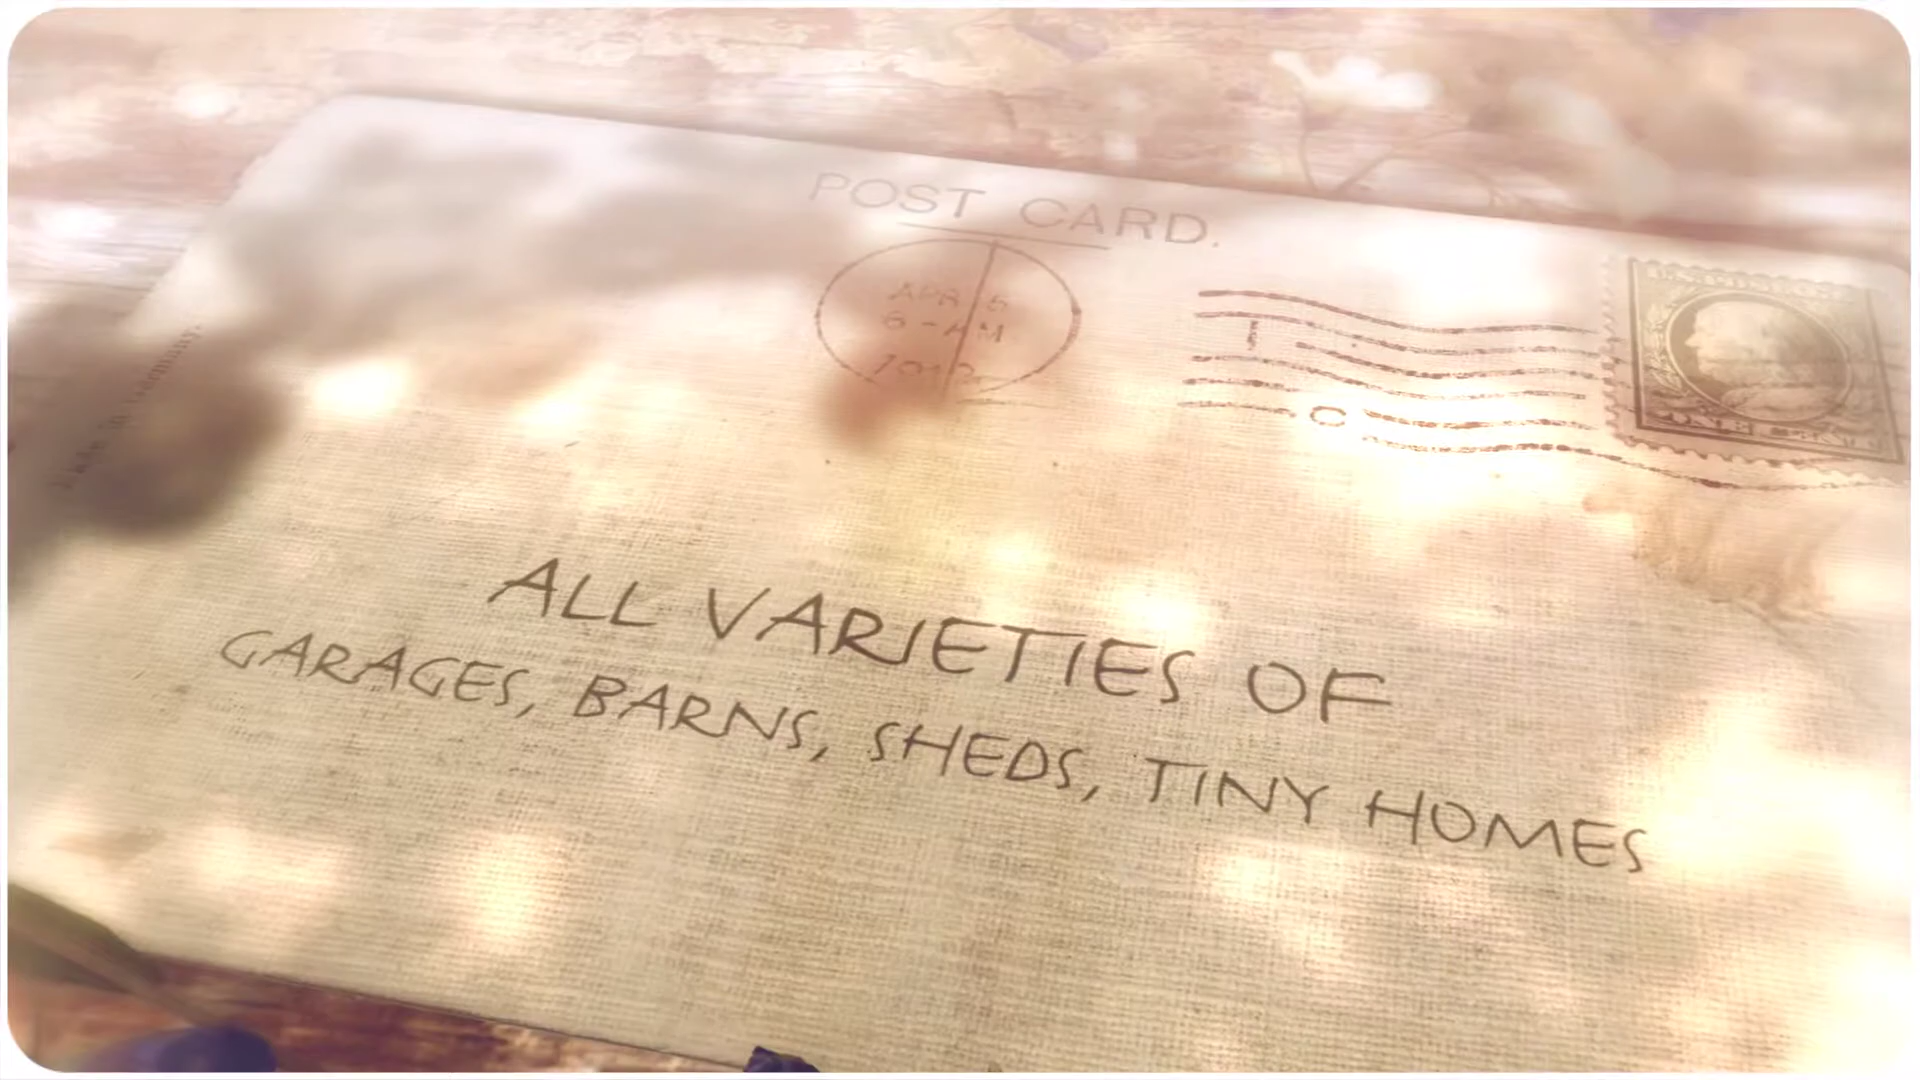 POST CARD.
APR 5
6-AM
ALL VARIETIES OF
GARAGES, BARNS, SHEDS, TINY HOMES